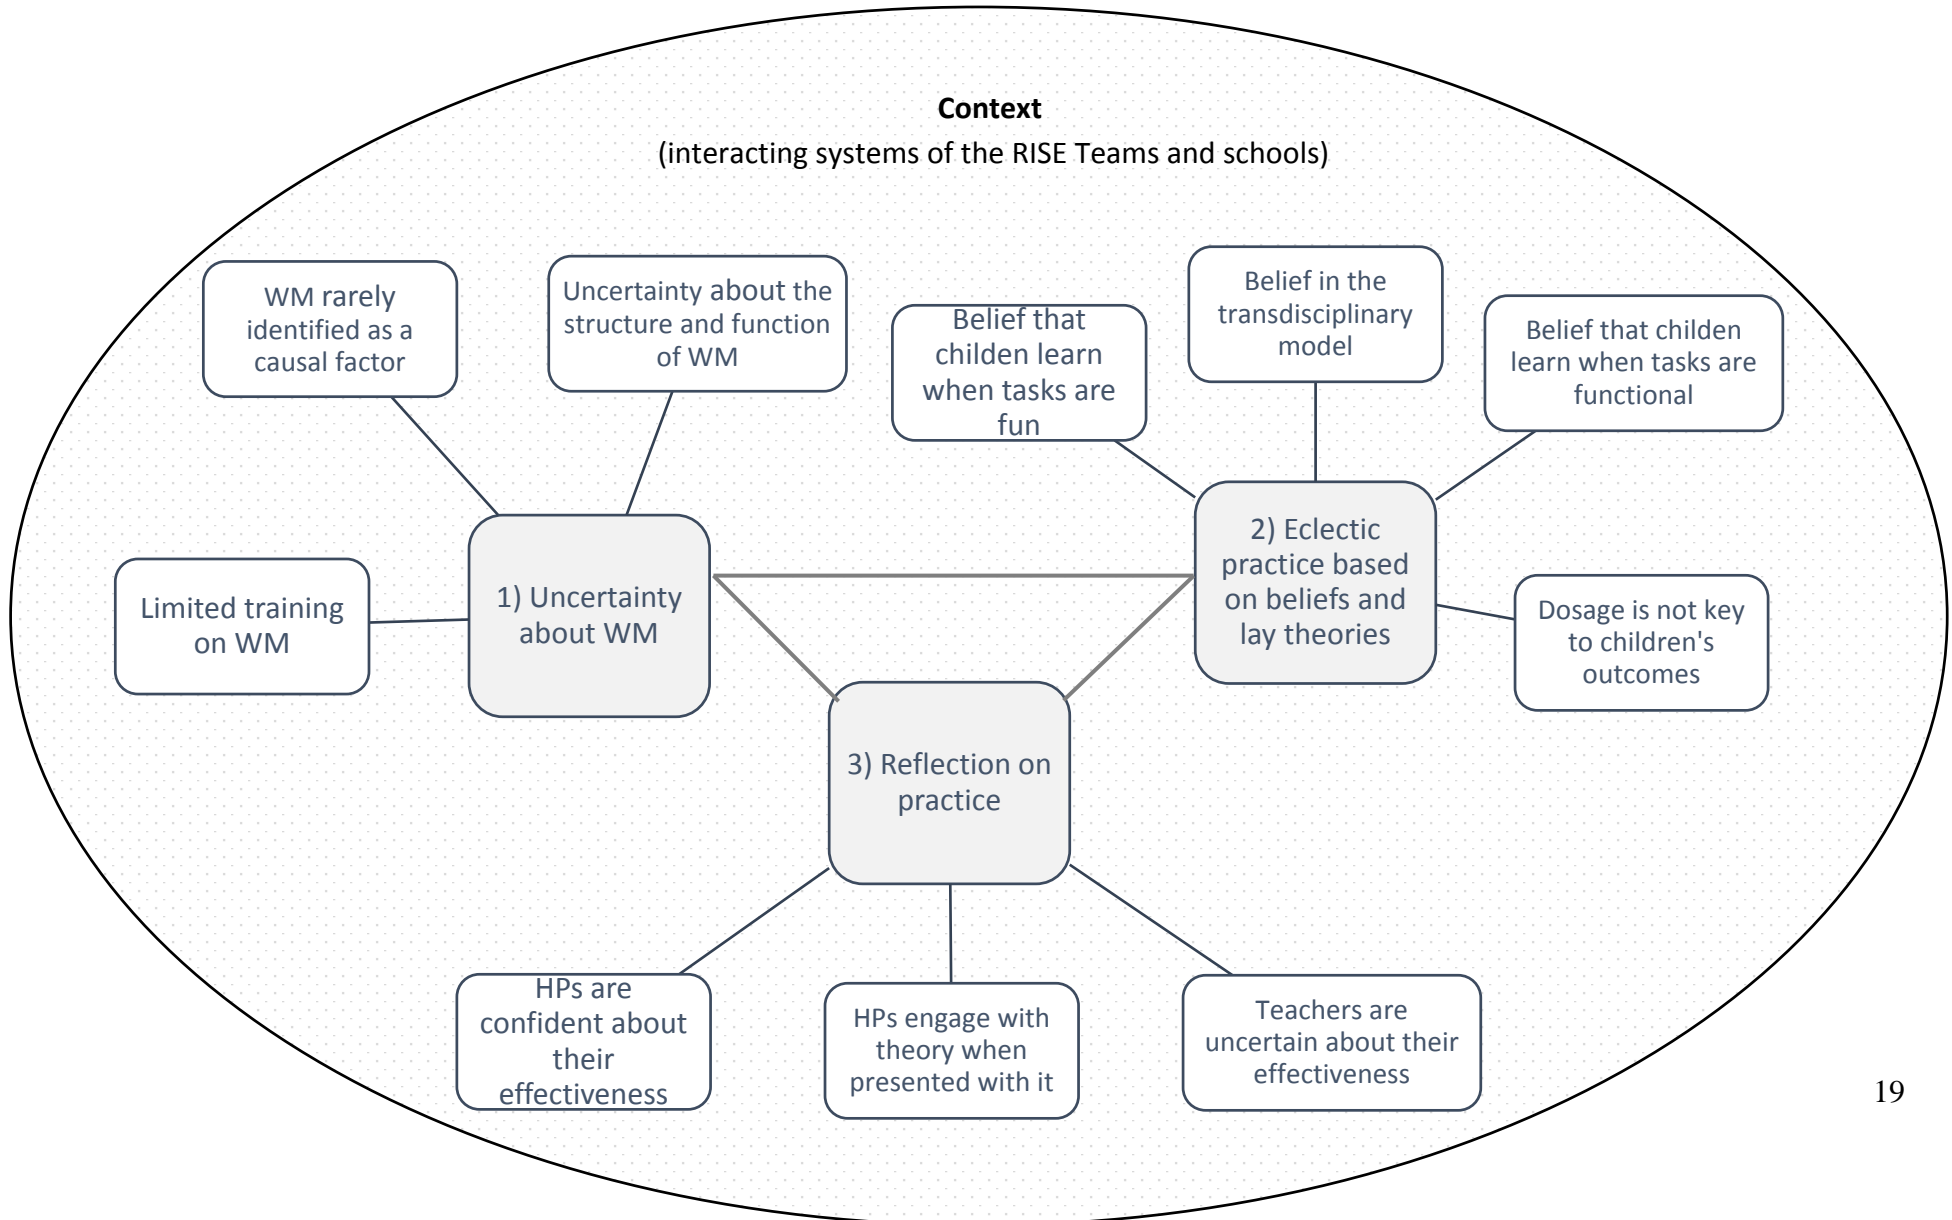 Context
(interacting systems of the RISE Teams and schools)
WM rarely
identified as a
causal factor
Uncertainty about the
structure and function
of WM
Belief that
childen learn
when tasks are
fun
Belief in the
transdisciplinary
model
Belief that childen
learn when tasks are
functional
Limited training
on WM
1) Uncertainty
about WM
2) Eclectic
practice based
on beliefs and
lay theories
Dosage is not key
to children's
outcomes
3) Reflection on
practice
HPs are
confident about
their
effectiveness
HPs engage with
theory when
presented with it
Teachers are
uncertain about their
effectiveness
19